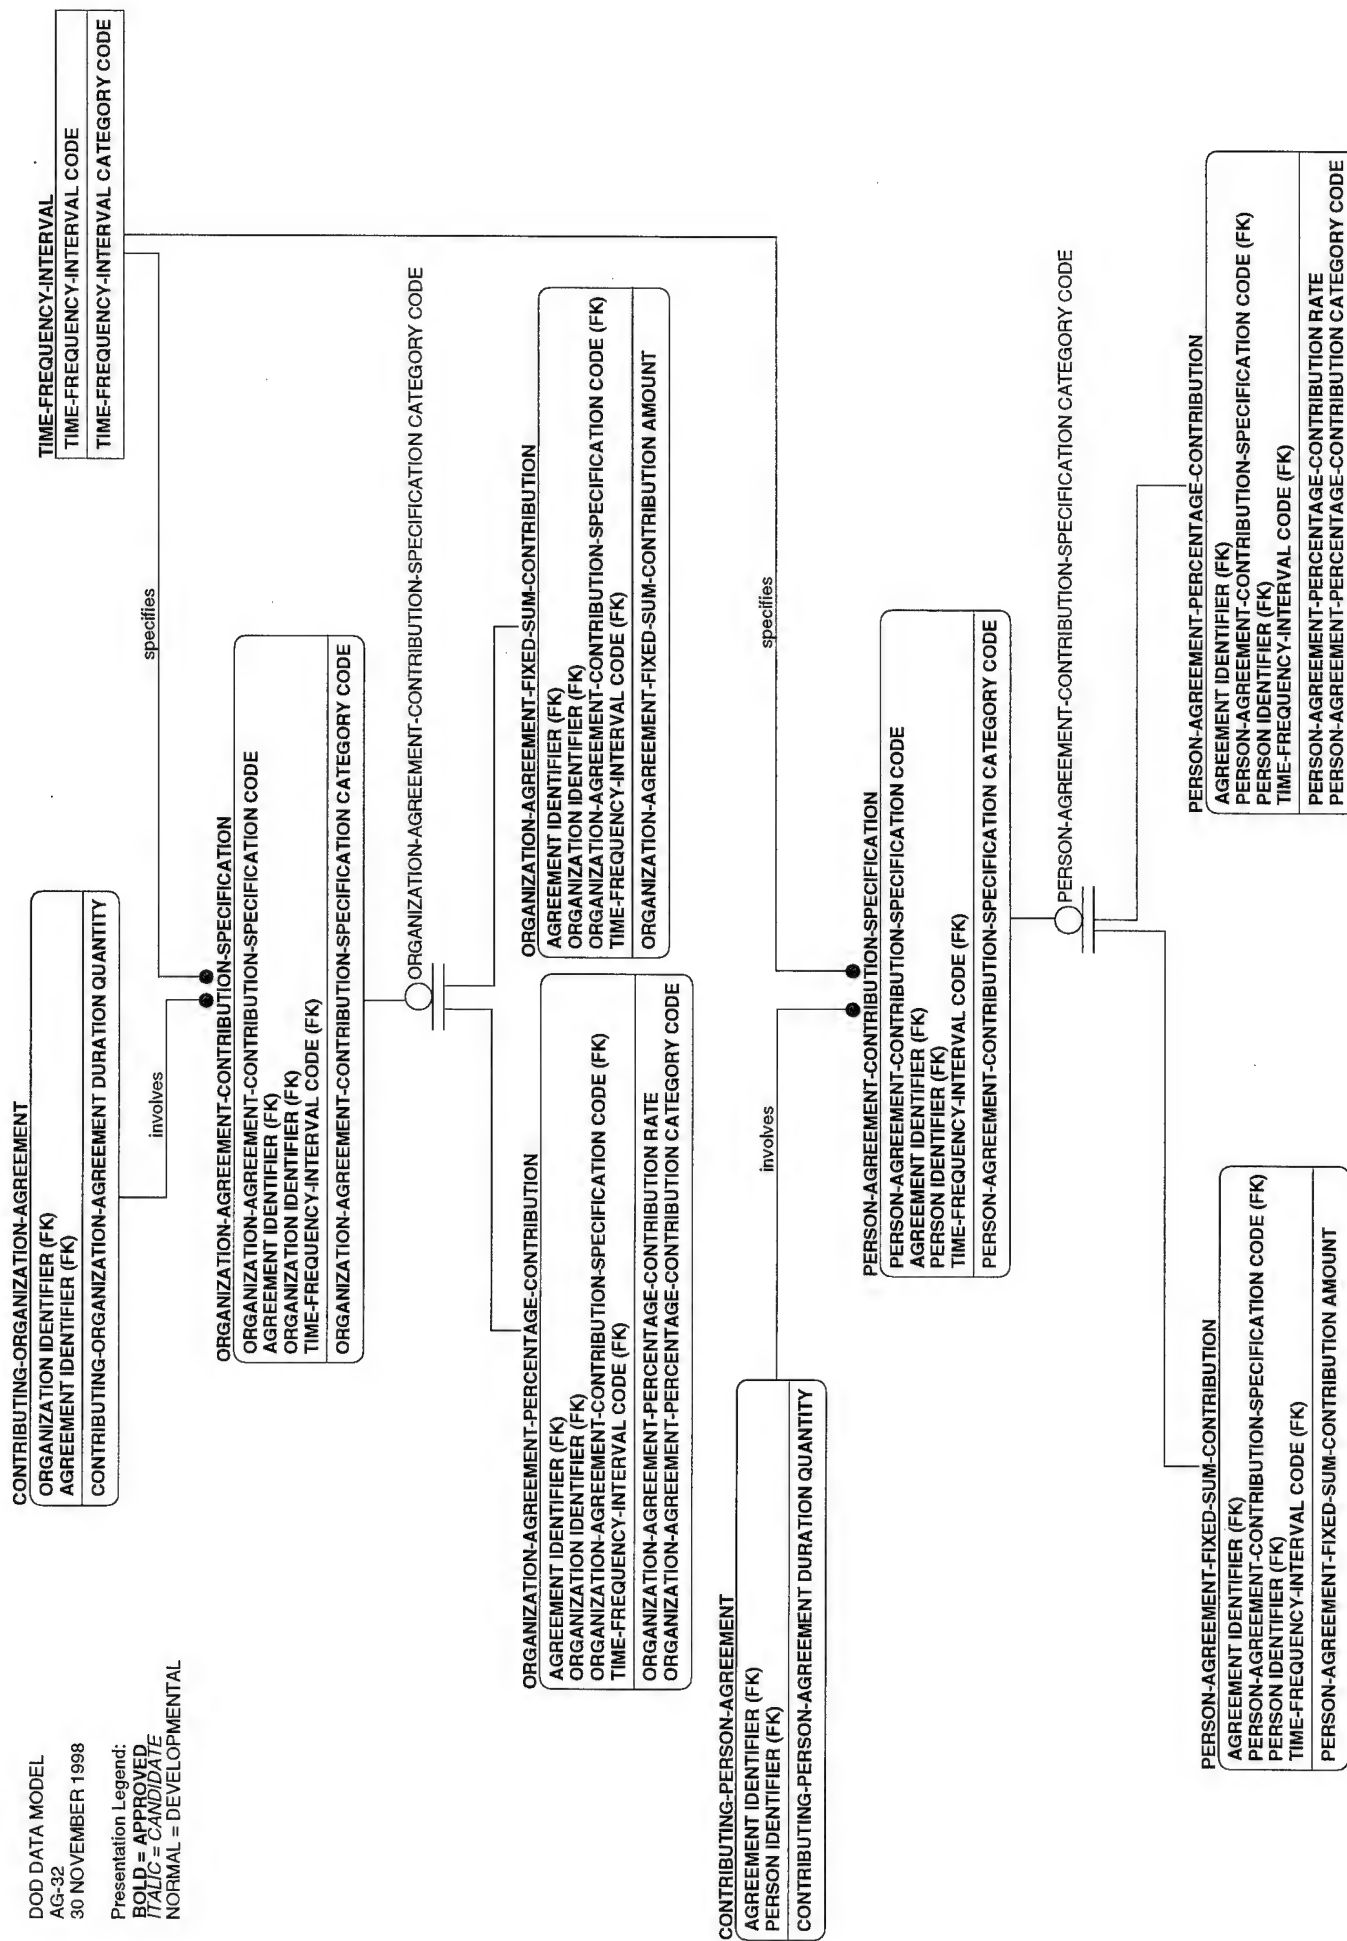 DOD DATA MODEL
AG-32
30 NOVEMBER 1998
Presentation Legend:
BOLD = APPROVED
ITALIC = CANDIDATE
NORMAL = DEVELOPMENTAL
CONTRIBUTING-ORGANIZATION-AGREEMENT
ORGANIZATION IDENTIFIER (FK)
AGREEMENT IDENTIFIER (FK)
CONTRIBUTING-ORGANIZATION-AGREEMENT DURATION QUANTITY
TIME-FREQUENCY-INTERVAL
TIME-FREQUENCY-INTERVAL CODE
TIME-FREQUENCY-INTERVAL CATEGORY CODE
involves
specifies
ORGANIZATION-AGREEMENT-CONTRIBUTION-SPECIFICATION
ORGANIZATION-AGREEMENT-CONTRIBUTION-SPECIFICATION CODE
AGREEMENT IDENTIFIER (FK)
ORGANIZATION IDENTIFIER (FK)
TIME-FREQUENCY-INTERVAL CODE (FK)
ORGANIZATION-AGREEMENT-CONTRIBUTION-SPECIFICATION CATEGORY CODE
ORGANIZATION-AGREEMENT-CONTRIBUTION-SPECIFICATION CATEGORY CODE
ORGANIZATION-AGREEMENT-PERCENTAGE-CONTRIBUTION
AGREEMENT IDENTIFIER (FK)
ORGANIZATION IDENTIFIER (FK)
ORGANIZATION-AGREEMENT-CONTRIBUTION-SPECIFICATION CODE (FK)
TIME-FREQUENCY-INTERVAL CODE (FK)
ORGANIZATION-AGREEMENT-PERCENTAGE-CONTRIBUTION RATE
ORGANIZATION-AGREEMENT-PERCENTAGE-CONTRIBUTION CATEGORY CODE
ORGANIZATION-AGREEMENT-FIXED-SUM-CONTRIBUTION
AGREEMENT IDENTIFIER (FK)
ORGANIZATION IDENTIFIER (FK)
ORGANIZATION-AGREEMENT-CONTRIBUTION-SPECIFICATION CODE (FK)
TIME-FREQUENCY-INTERVAL CODE (FK)
ORGANIZATION-AGREEMENT-FIXED-SUM-CONTRIBUTION AMOUNT
CONTRIBUTING-PERSON-AGREEMENT
AGREEMENT IDENTIFIER (FK)
PERSON IDENTIFIER (FK)
CONTRIBUTING-PERSON-AGREEMENT DURATION QUANTITY
involves
specifies
PERSON-AGREEMENT-CONTRIBUTION-SPECIFICATION
PERSON-AGREEMENT-CONTRIBUTION-SPECIFICATION CODE
AGREEMENT IDENTIFIER (FK)
PERSON IDENTIFIER (FK)
TIME-FREQUENCY-INTERVAL CODE (FK)
PERSON-AGREEMENT-CONTRIBUTION-SPECIFICATION CATEGORY CODE
PERSON-AGREEMENT-CONTRIBUTION-SPECIFICATION CATEGORY CODE
PERSON-AGREEMENT-FIXED-SUM-CONTRIBUTION
AGREEMENT IDENTIFIER (FK)
PERSON-AGREEMENT-CONTRIBUTION-SPECIFICATION CODE (FK)
PERSON IDENTIFIER (FK)
TIME-FREQUENCY-INTERVAL CODE (FK)
PERSON-AGREEMENT-FIXED-SUM-CONTRIBUTION AMOUNT
PERSON-AGREEMENT-PERCENTAGE-CONTRIBUTION
AGREEMENT IDENTIFIER (FK)
PERSON-AGREEMENT-CONTRIBUTION-SPECIFICATION CODE (FK)
PERSON IDENTIFIER (FK)
TIME-FREQUENCY-INTERVAL CODE (FK)
PERSON-AGREEMENT-PERCENTAGE-CONTRIBUTION RATE
PERSON-AGREEMENT-PERCENTAGE-CONTRIBUTION CATEGORY CODE